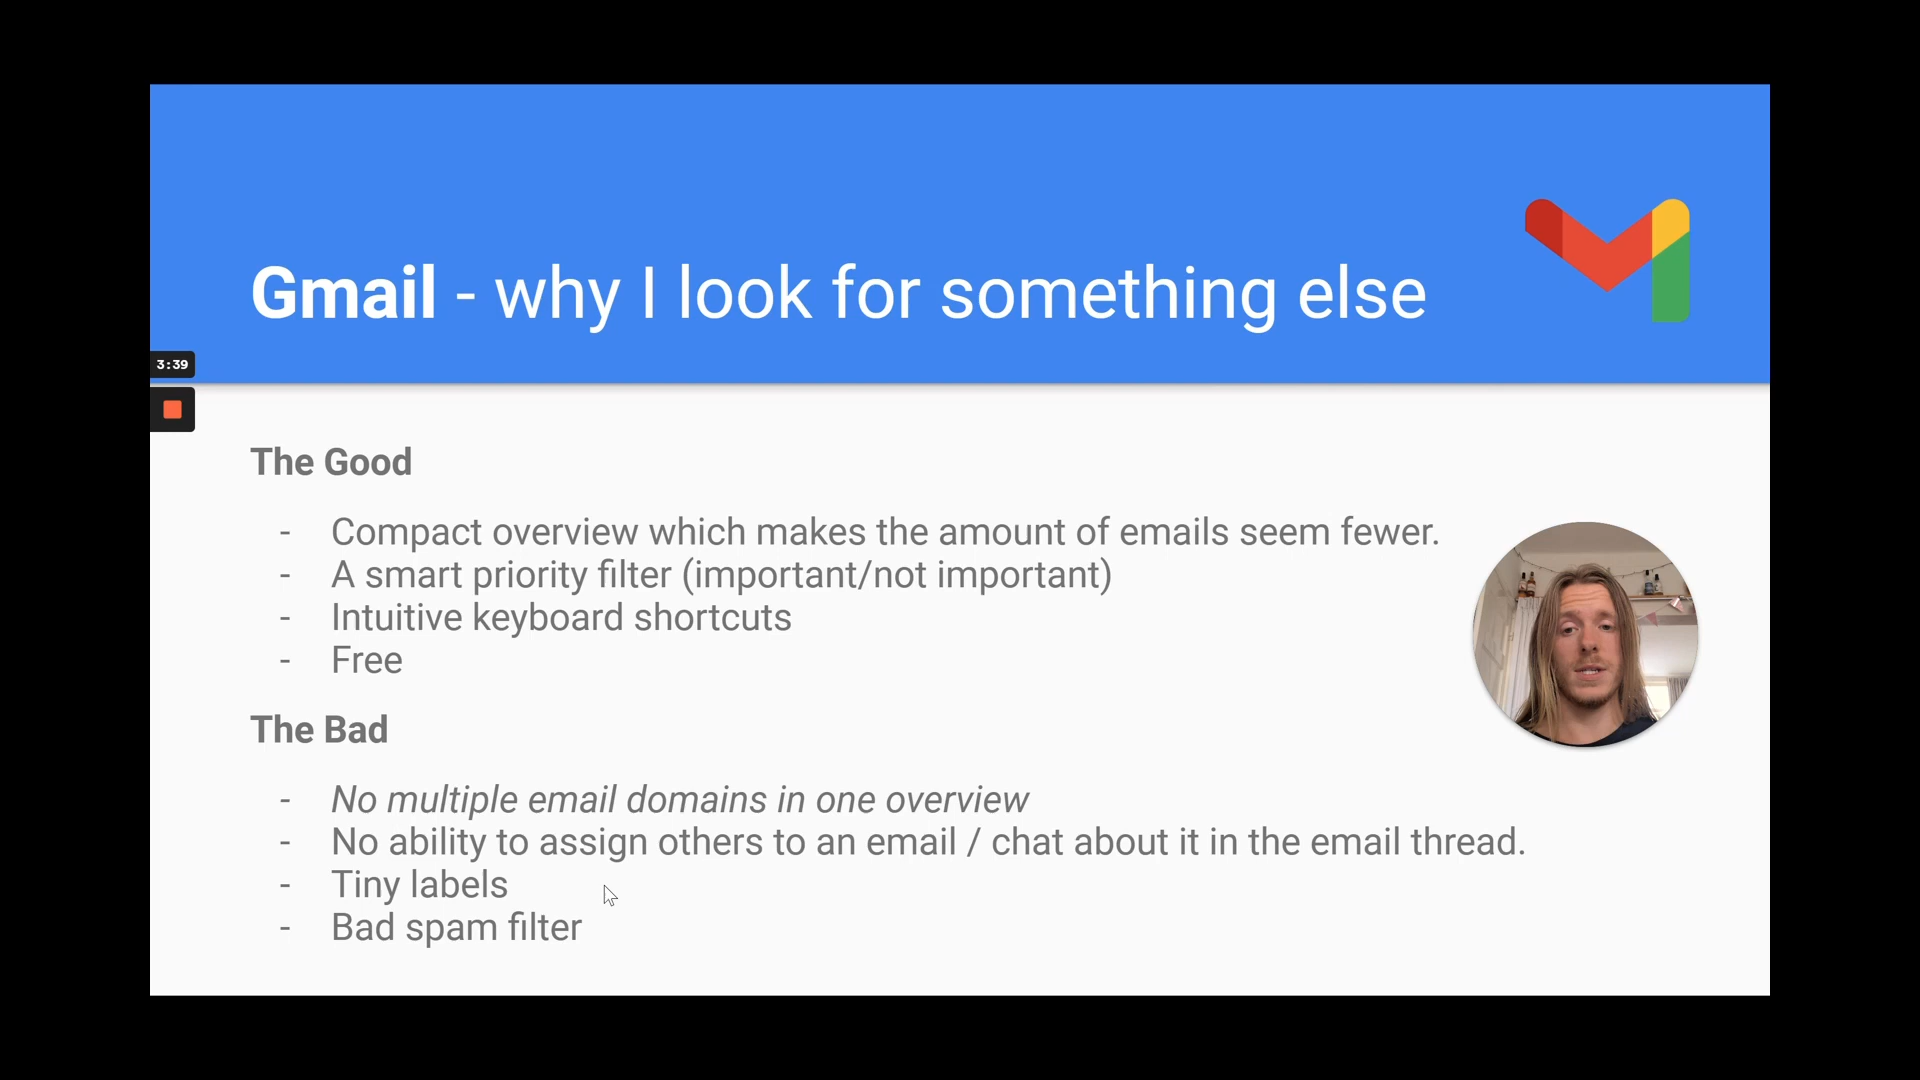 Gmail - why I look for something else
3:39
The Good
- Compact overview which makes the amount of emails seem fewer.
- A smart priority filter (important/not important)
- Intuitive keyboard shortcuts
- Free
The Bad
- No multiple email domains in one overview
- No ability to assign others to an email / chat about it in the email thread.
- Tiny labels
- Bad spam filter